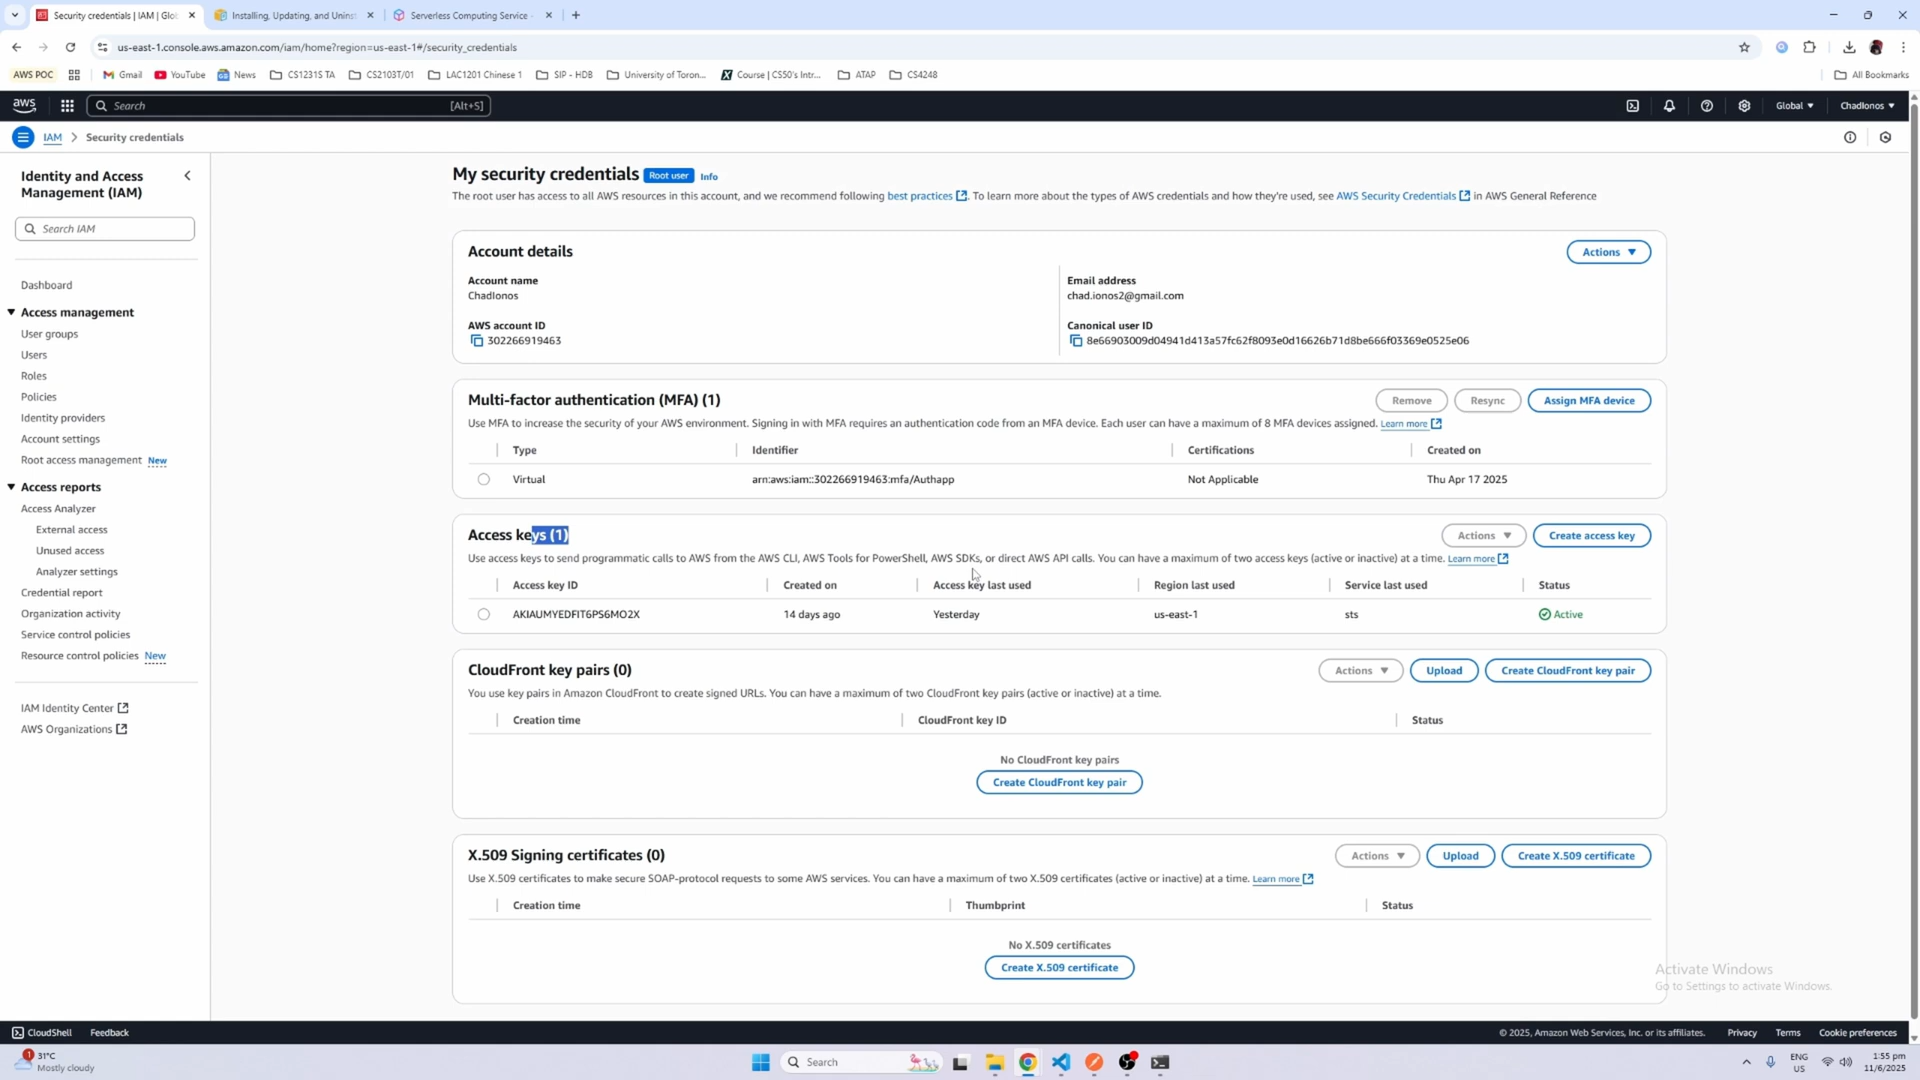 Security credentials | IAM | Glo
Installing, Updating, and Unins
Serverless Computing Service -
us-east-1.console.aws.amazon.com/iam/home?region=us-east-1#/security_credentials
AWS POC
Gmail
YouTube
News
CS1231S TA
CS2103T/01
LAC1201 Chinese 1
SIP - HDB
University of Toron...
Course | CS50's Intr...
ATAP
CS4248
All Bookmarks
aws
Search
[Alt+S]
Global
ChadIonos
IAM
Security credentials
Identity and Access
Management (IAM)
Search IAM
Dashboard
Access management
User groups
Users
Roles
Policies
Identity providers
Account settings
Root access management New
Access reports
Access Analyzer
External access
Unused access
Analyzer settings
Credential report
Organization activity
Service control policies
Resource control policies New
IAM Identity Center
AWS Organizations
My security credentials Root user Info
The root user has access to all AWS resources in this account, and we recommend following best practices. To learn more about the types of AWS credentials and how they're used, see AWS Security Credentials in AWS General Reference
Account details
Actions
Account name
ChadIonos
Email address
chad.ionos2@gmail.com
AWS account ID
302266919463
Canonical user ID
8e66903009d04941d413a57fc62f8093e0d16626b71d8be666f03369e0525e06
Multi-factor authentication (MFA) (1)
Remove
Resync
Assign MFA device
Use MFA to increase the security of your AWS environment. Signing in with MFA requires an authentication code from an MFA device. Each user can have a maximum of 8 MFA devices assigned. Learn more
Type
Identifier
Certifications
Created on
Virtual
arn:aws:iam::302266919463:mfa/Authapp
Not Applicable
Thu Apr 17 2025
Access keys (1)
Actions
Create access key
Use access keys to send programmatic calls to AWS from the AWS CLI, AWS Tools for PowerShell, AWS SDKs, or direct AWS API calls. You can have a maximum of two access keys (active or inactive) at a time. Learn more
Access key ID
Created on
Access key last used
Region last used
Service last used
Status
AKIAUMYEDFIT6PS6MO2X
14 days ago
Yesterday
us-east-1
sts
Active
CloudFront key pairs (0)
Actions
Upload
Create CloudFront key pair
You use key pairs in Amazon CloudFront to create signed URLs. You can have a maximum of two CloudFront key pairs (active or inactive) at a time.
Creation time
CloudFront key ID
Status
No CloudFront key pairs
Create CloudFront key pair
X.509 Signing certificates (0)
Actions
Upload
Create X.509 certificate
Use X.509 certificates to make secure SOAP-protocol requests to some AWS services. You can have a maximum of two X.509 certificates (active or inactive) at a time. Learn more
Creation time
Thumbprint
Status
No X.509 certificates
Create X.509 certificate
Activate Windows
Go to Settings to activate Windows.
CloudShell
Feedback
© 2025, Amazon Web Services, Inc. or its affiliates.
Privacy
Terms
Cookie preferences
1
31°C
Mostly cloudy
Search
ENG
US
1:55 pm
11/6/2025